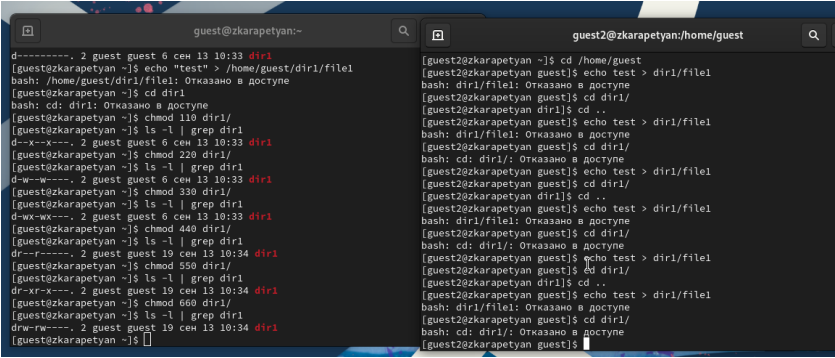 guest@zkarapetyan:~
d---------. 2 guest guest 6 сен 13 10:33 dir1
[guest@zkarapetyan ~]$ echo "test" > /home/guest/dir1/file1
bash: /home/guest/dir1/file1: Отказано в доступе
[guest@zkarapetyan ~]$ cd dir1
bash: cd: dir1: Отказано в доступе
[guest@zkarapetyan ~]$ chmod 110 dir1/
[guest@zkarapetyan ~]$ ls -l | grep dir1
d--x--x---. 2 guest guest 6 сен 13 10:33 dir1
[guest@zkarapetyan ~]$ chmod 220 dir1/
[guest@zkarapetyan ~]$ ls -l | grep dir1
d-w--w----. 2 guest guest 6 сен 13 10:33 dir1
[guest@zkarapetyan ~]$ chmod 330 dir1/
[guest@zkarapetyan ~]$ ls -l | grep dir1
d-wx-wx---. 2 guest guest 6 сен 13 10:33 dir1
[guest@zkarapetyan ~]$ chmod 440 dir1/
[guest@zkarapetyan ~]$ ls -l | grep dir1
dr--r-----. 2 guest guest 19 сен 13 10:34 dir1
[guest@zkarapetyan ~]$ chmod 550 dir1/
[guest@zkarapetyan ~]$ ls -l | grep dir1
dr-xr-x---. 2 guest guest 19 сен 13 10:34 dir1
[guest@zkarapetyan ~]$ chmod 660 dir1/
[guest@zkarapetyan ~]$ ls -l | grep dir1
drw-rw----. 2 guest guest 19 сен 13 10:34 dir1
[guest@zkarapetyan ~]$
guest2@zkarapetyan:/home/guest
[guest2@zkarapetyan ~]$ cd /home/guest
[guest2@zkarapetyan guest]$ echo test > dir1/file1
bash: dir1/file1: Отказано в доступе
[guest2@zkarapetyan guest]$ cd dir1/
[guest2@zkarapetyan dir1]$ cd ..
[guest2@zkarapetyan guest]$ echo test > dir1/file1
bash: dir1/file1: Отказано в доступе
[guest2@zkarapetyan guest]$ cd dir1/
bash: cd: dir1/: Отказано в доступе
[guest2@zkarapetyan guest]$ echo test > dir1/file1
[guest2@zkarapetyan guest]$ cd dir1/
[guest2@zkarapetyan dir1]$ cd ..
[guest2@zkarapetyan guest]$ echo test > dir1/file1
bash: dir1/file1: Отказано в доступе
[guest2@zkarapetyan guest]$ cd dir1/
bash: cd: dir1/: Отказано в доступе
[guest2@zkarapetyan guest]$ echo test > dir1/file1
[guest2@zkarapetyan guest]$ cd dir1/
[guest2@zkarapetyan dir1]$ cd ..
[guest2@zkarapetyan guest]$ echo test > dir1/file1
bash: dir1/file1: Отказано в доступе
[guest2@zkarapetyan guest]$ cd dir1/
bash: cd: dir1/: Отказано в доступе
[guest2@zkarapetyan guest]$